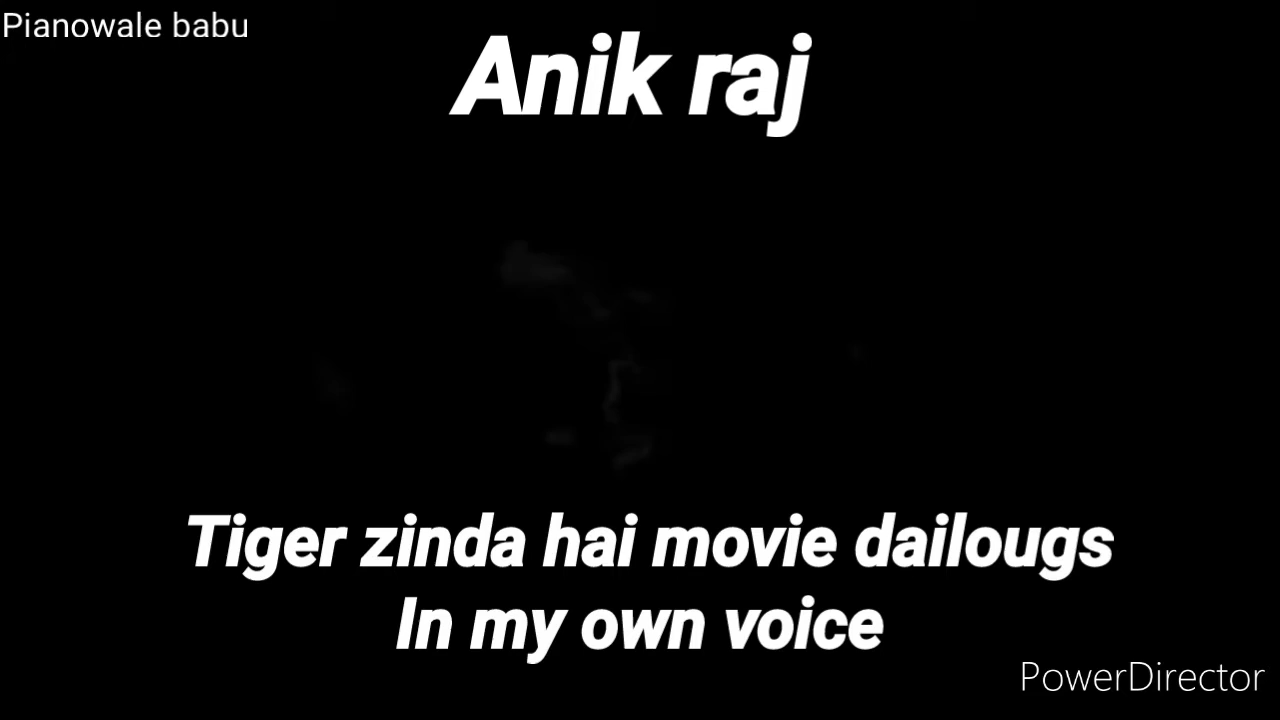 Pianowale babu
Anik raj
Tiger zinda hai movie dailougs
In my own voice
PowerDirector